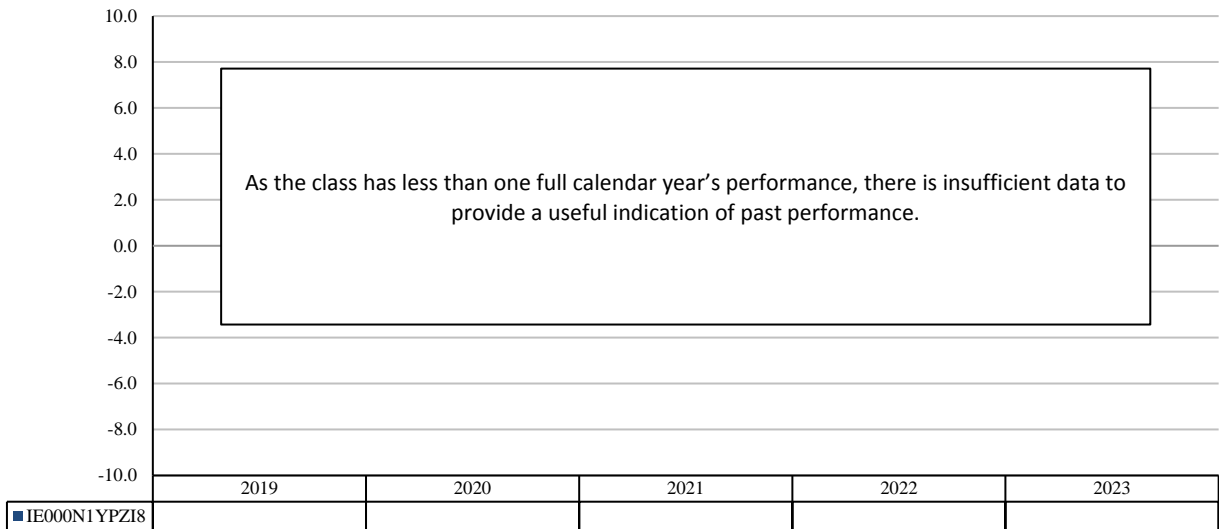 10.0
8.0
6.0
4.0
2.0
0.0
-2.0
-4.0
-6.0
-8.0
-10.0
As the class has less than one full calendar year’s performance, there is insufficient data to
provide a useful indication of past performance.
2019 2020 2021 2022 2023
IE000N1YPZI8